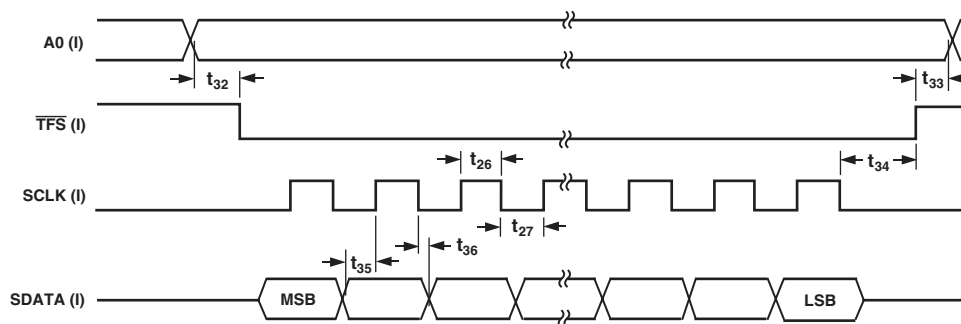 A0 (I)
t32
t33
TFS (I)
t26
t34
SCLK (I)
t27
t36
t35
SDATA (I)
MSB
LSB